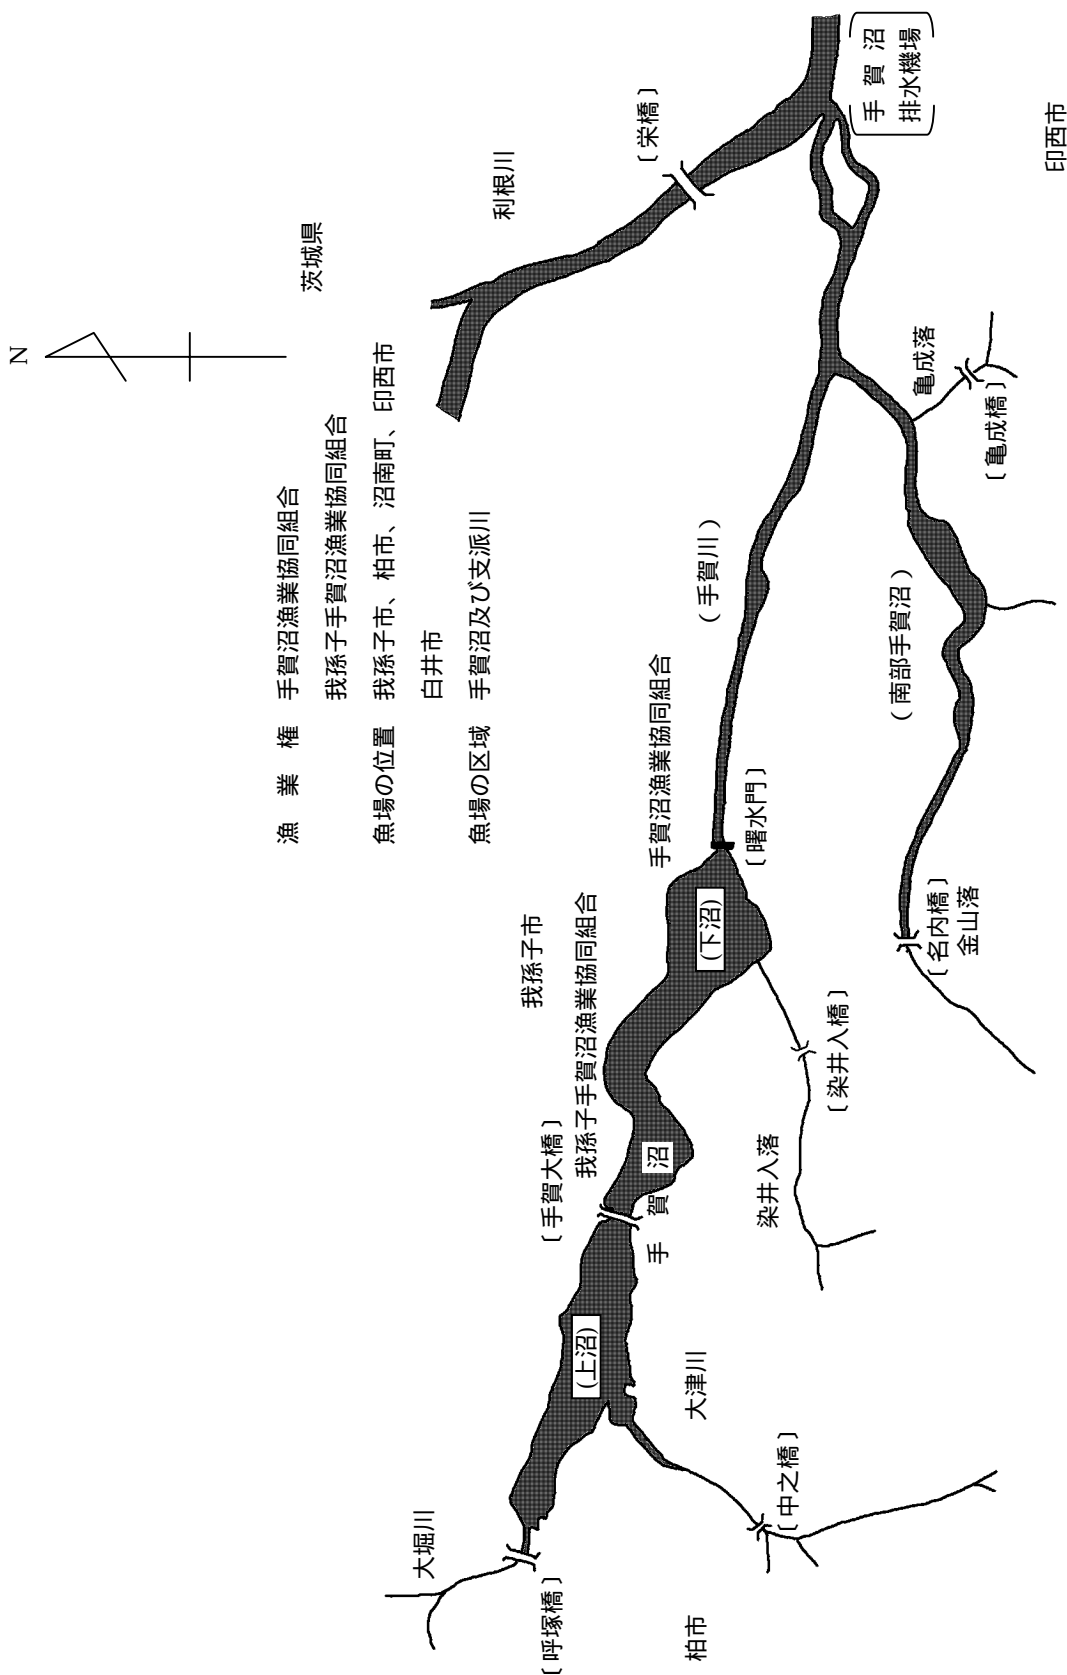 N
茨城県
漁 業 権 手賀沼漁業協同組合
我孫子手賀沼漁業協同組合
魚場の位置 我孫子市、柏市、沼南町、印西市
白井市
魚場の区域 手賀沼及び支派川
利根川
〔栄橋〕
手賀沼
排水機場
印西市
大堀川
〔呼塚橋〕
柏市
(上沼)
大津川
〔中之橋〕
〔手賀大橋〕
我孫子市
我孫子手賀沼漁業協同組合
手賀沼
(下沼)
手賀沼漁業協同組合
〔曙水門〕
(手賀川)
染井入落
〔染井入橋〕
〔名内橋〕
金山落
(南部手賀沼)
亀成落
〔亀成橋〕